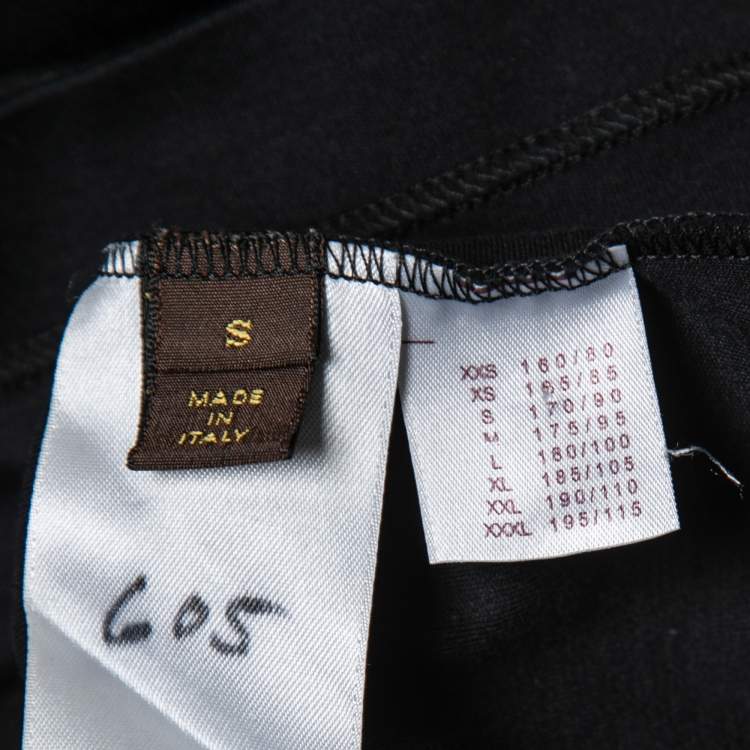 S
MADE
IN
ITALY
605
XXS 160/80
XS 165/85
S 170/90
M 175/95
L 180/100
XL 185/105
XXL 190/110
XXXL 195/115